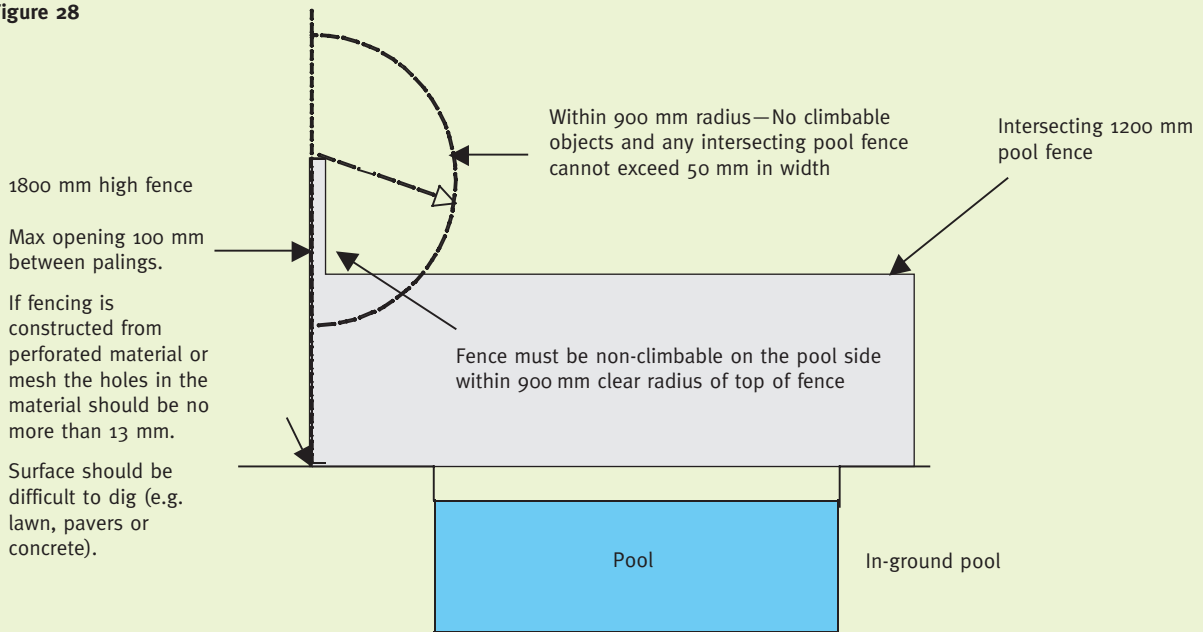 igure 28
1800 mm high fence
Max opening 100 mm
between palings.
If fencing is
constructed from
perforated material or
mesh the holes in the
material should be no
more than 13 mm.
Surface should be
difficult to dig (e.g.
lawn, pavers or
concrete).
Within 900 mm radius—No climbable
objects and any intersecting pool fence
cannot exceed 50 mm in width
Intersecting 1200 mm
pool fence
Fence must be non-climbable on the pool side
within 900 mm clear radius of top of fence
Pool
In-ground pool